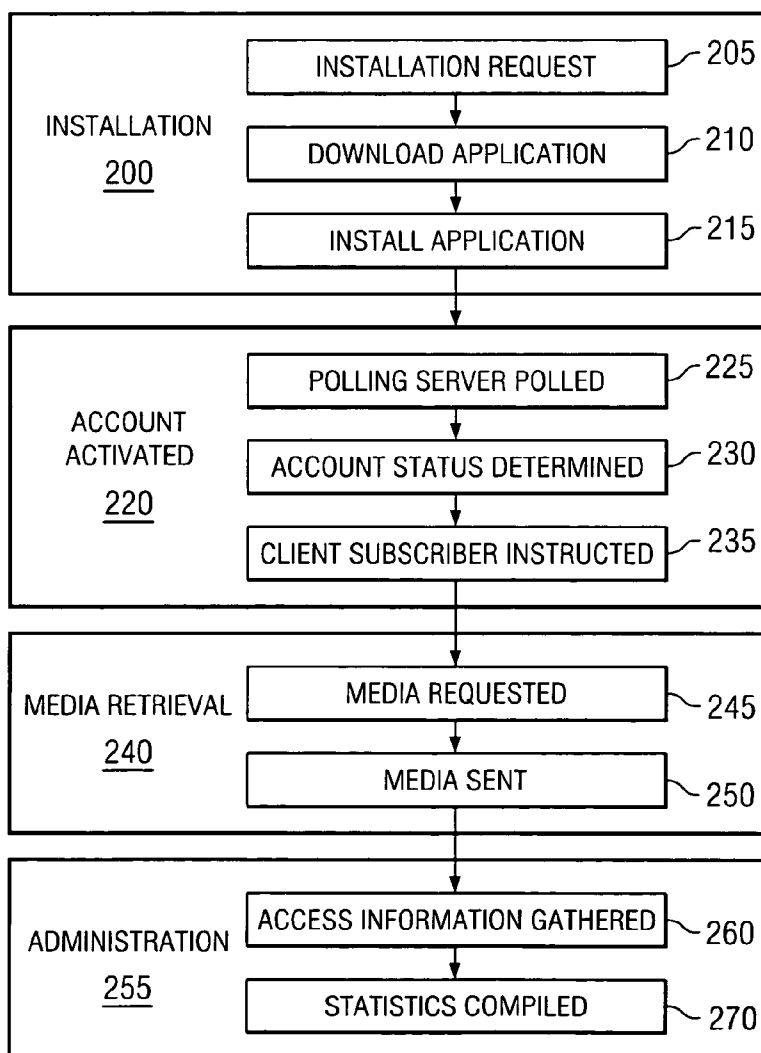 INSTALLATION
200
INSTALLATION REQUEST
205
DOWNLOAD APPLICATION
210
INSTALL APPLICATION
215
ACCOUNT
ACTIVATED
220
POLLING SERVER POLLED
225
ACCOUNT STATUS DETERMINED
230
CLIENT SUBSCRIBER INSTRUCTED
235
MEDIA RETRIEVAL
240
MEDIA REQUESTED
245
MEDIA SENT
250
ADMINISTRATION
255
ACCESS INFORMATION GATHERED
260
STATISTICS COMPILED
270